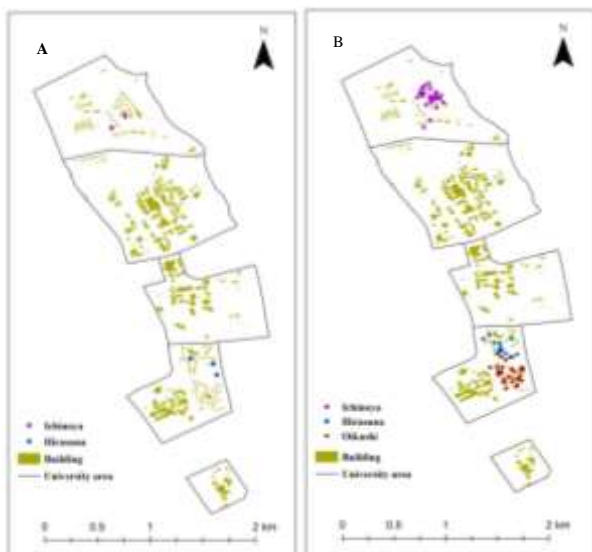 A
N
Ichinoya
Hirasuna
Building
University area
0 0.5 1 2 km
B
N
Ichinoya
Hirasuna
Oikoshi
Building
University area
0 0.5 1 2 km